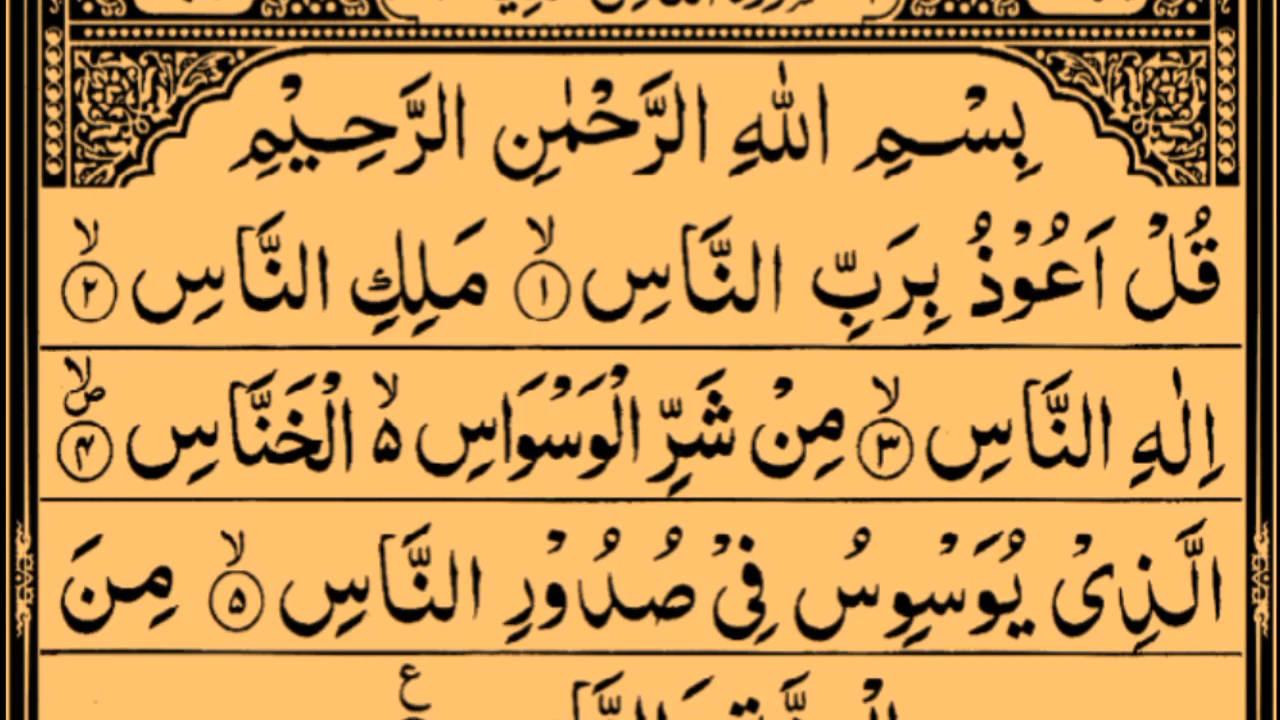 بِسْمِ اللّٰهِ الرَّحْمٰنِ الرَّحِیْمِ
قُلْ اَعُوْذُ بِرَبِّ النَّاسِ ۙ﴿۱﴾ مَلِكِ النَّاسِ ۙ﴿۲﴾
اِلٰهِ النَّاسِ ۙ﴿۳﴾ مِنْ شَرِّ الْوَسْوَاسِ ۙ۵ الْخَنَّاسِ ۪ۙ﴿۴﴾
الَّذِیْ یُوَسْوِسُ فِیْ صُدُوْرِ النَّاسِ ۙ﴿۵﴾ مِنَ